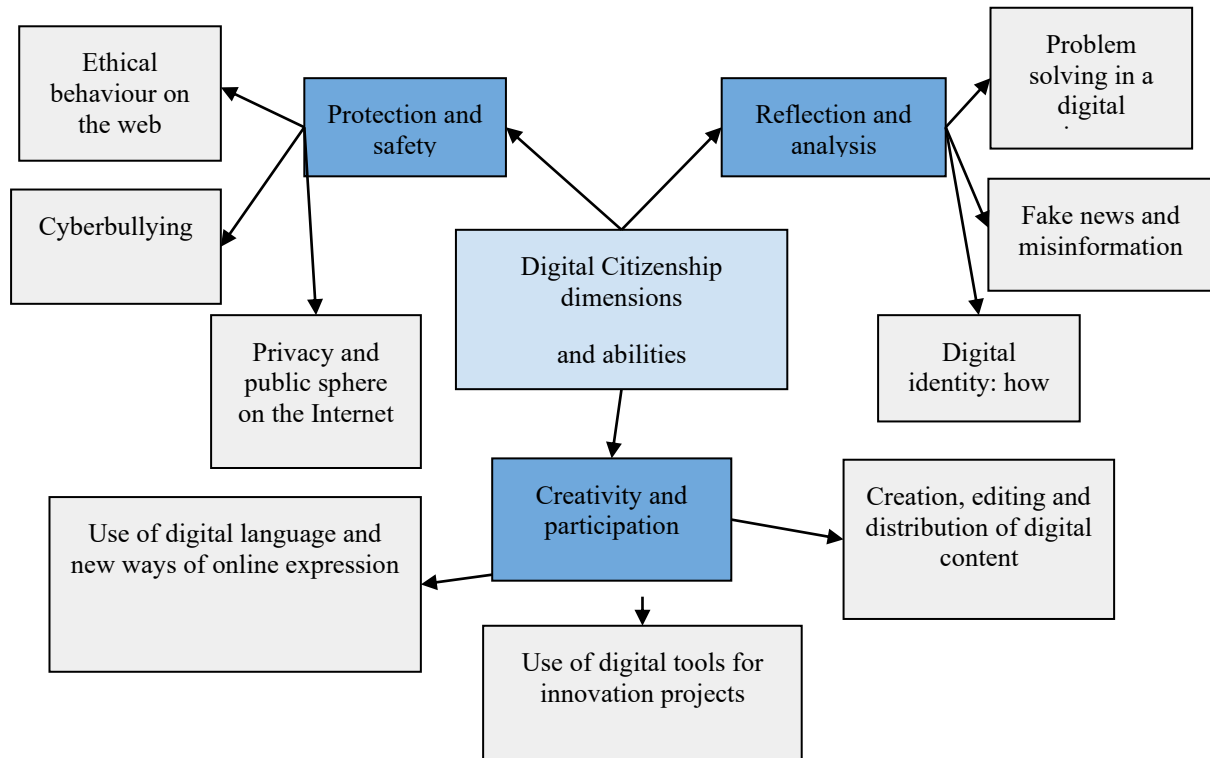 Ethical
behaviour on
the web
Protection and
safety
Reflection and
analysis
Problem
solving in a
digital
Cyberbullying
Fake news and
misinformation
Digital Citizenship
dimensions
and abilities
Privacy and
public sphere
on the Internet
Digital
identity: how
Creativity and
participation
Use of digital language and
new ways of online expression
Creation, editing and
distribution of digital
content
Use of digital tools for
innovation projects